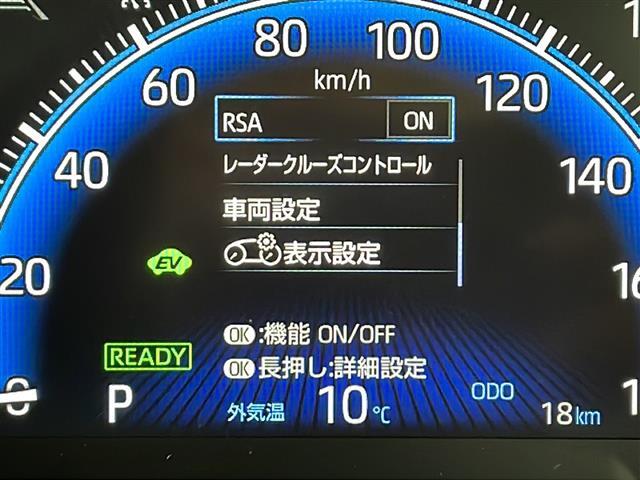 80
100
60
km/h
120
RSA ON
40
レーダークルーズコントロール
140
車両設定
表示設定
EV
20
OK:機能 ON/OFF
READY
OK長押し:詳細設定
ODO
0
P
外気温 10℃
18km